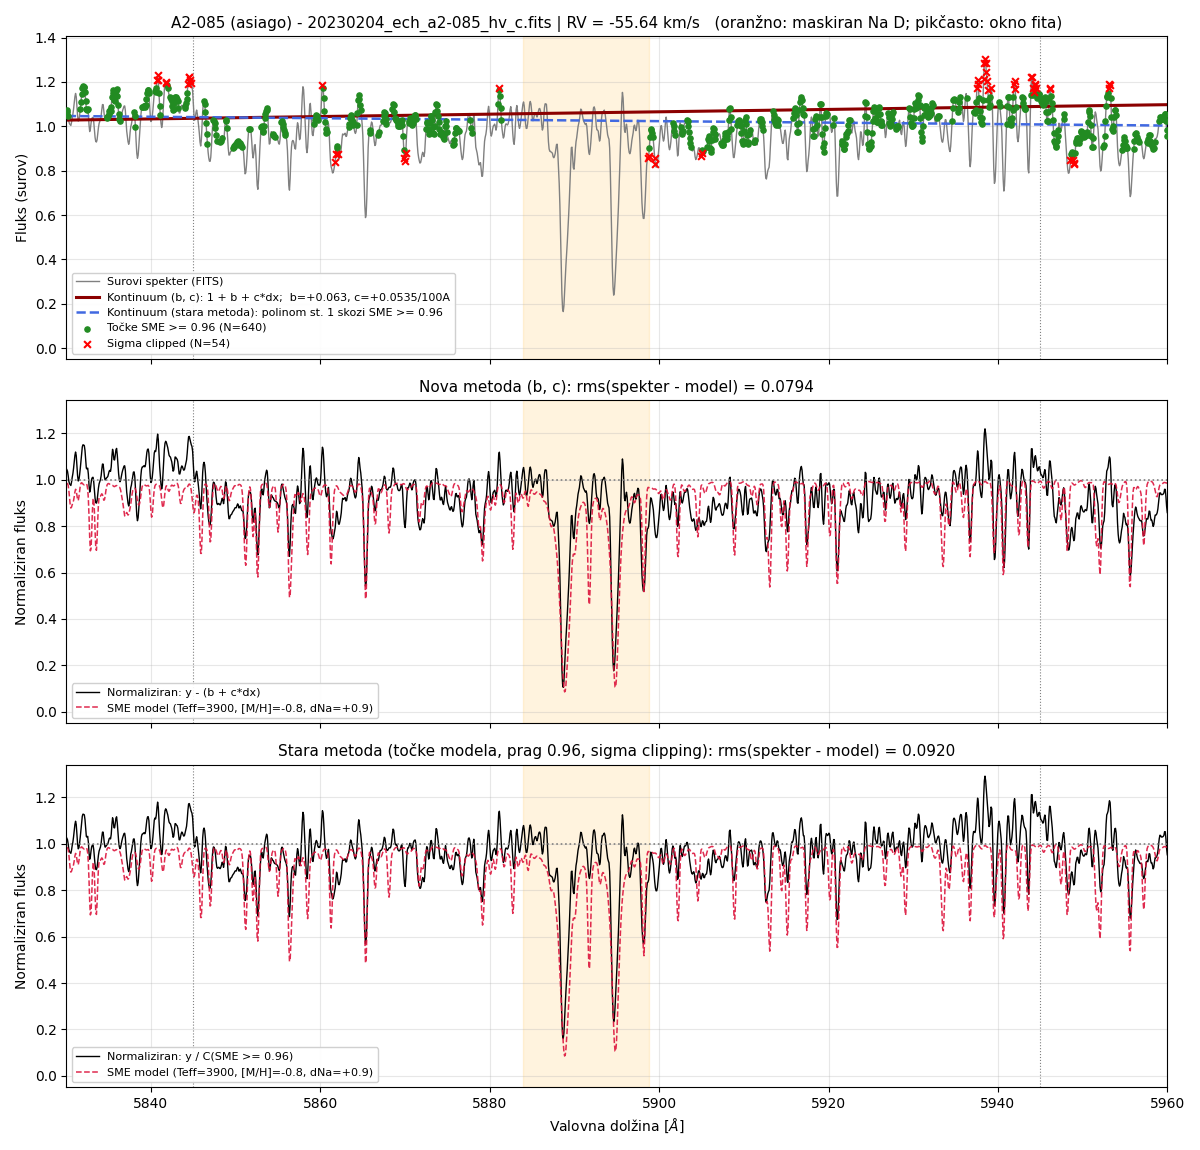 A2-085 (asiago) - 20230204_ech_a2-085_hv_c.fits | RV = -55.64 km/s   (oranžno: maskiran Na D; pikčasto: okno fita)
1.4
1.2
1.0
0.8
0.6
0.4
0.2
0.0
Fluks (surov)
Surovi spekter (FITS)
Kontinuum (b, c): 1 + b + c*dx;  b=+0.063, c=+0.0535/100A
Kontinuum (stara metoda): polinom st. 1 skozi SME >= 0.96
Točke SME >= 0.96 (N=640)
Sigma clipped (N=54)
Nova metoda (b, c): rms(spekter - model) = 0.0794
1.2
1.0
0.8
0.6
0.4
0.2
0.0
Normaliziran fluks
Normaliziran: y - (b + c*dx)
SME model (Teff=3900, [M/H]=-0.8, dNa=+0.9)
Stara metoda (točke modela, prag 0.96, sigma clipping): rms(spekter - model) = 0.0920
1.2
1.0
0.8
0.6
0.4
0.2
0.0
Normaliziran fluks
Normaliziran: y / C(SME >= 0.96)
SME model (Teff=3900, [M/H]=-0.8, dNa=+0.9)
5840 5860 5880 5900 5920 5940 5960
Valovna dolžina [Å]